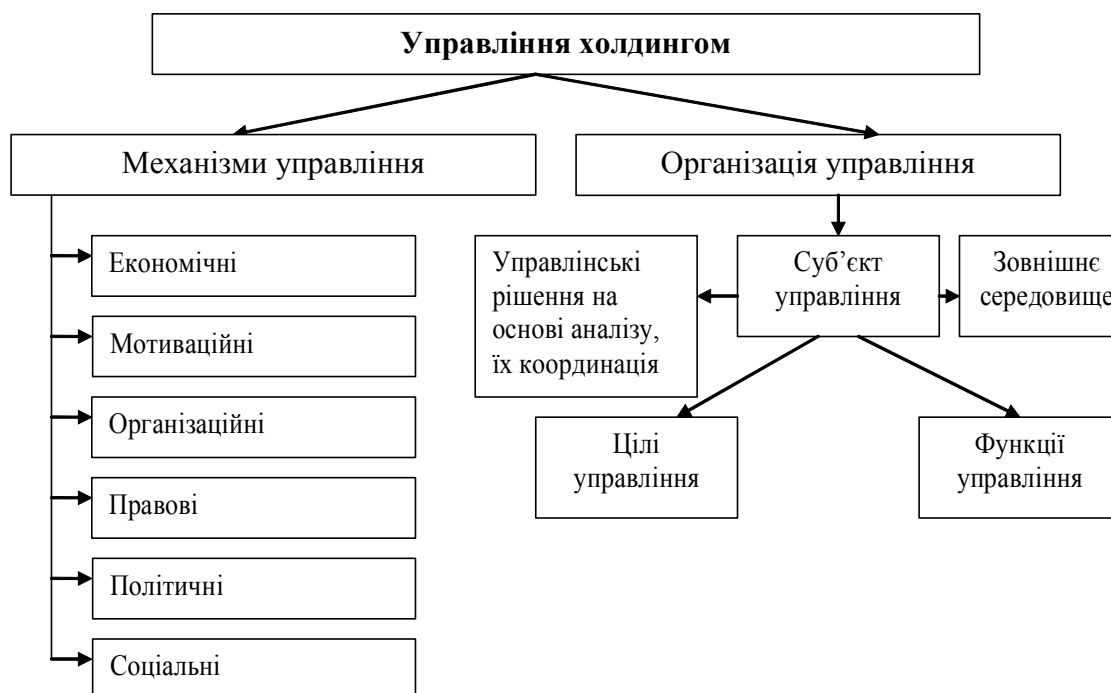 Управління холдингом
Механізми управління
Організація управління
Економічні
Мотиваційні
Організаційні
Правові
Політичні
Соціальні
Управлінські
рішення на
основі аналізу,
їх координація
Суб’єкт
управління
Зовнішнє
середовище
Цілі
управління
Функції
управління